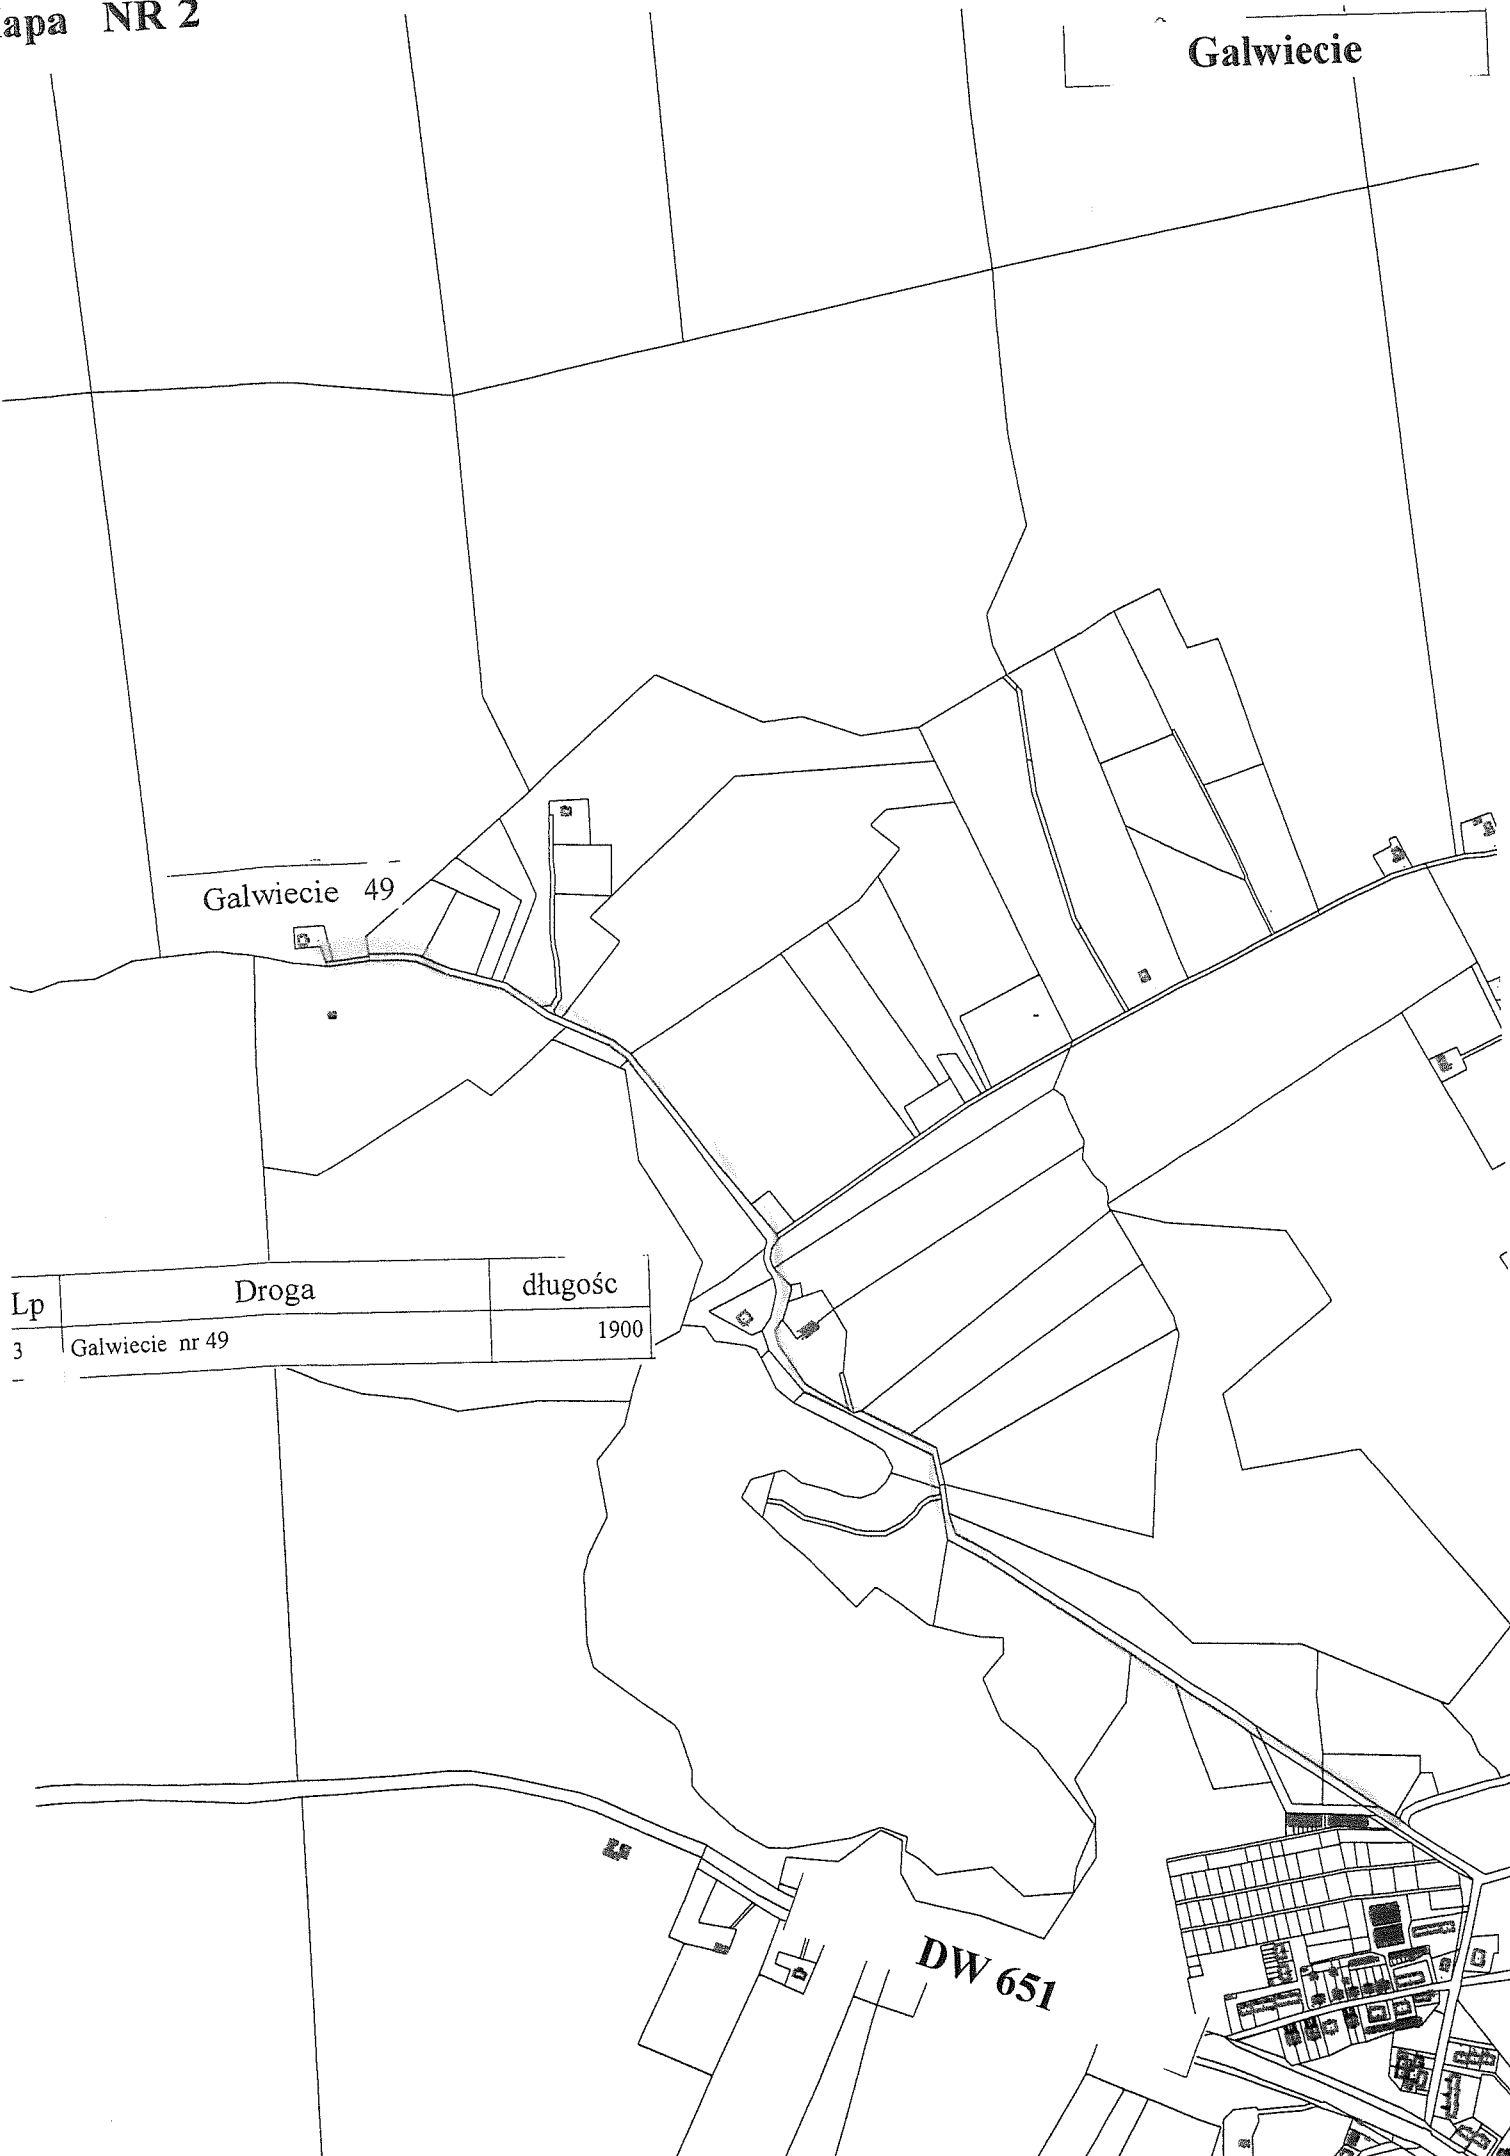 apa NR 2
Galwiecie
Galwiecie 49
Lp Droga długośc
3 Galwiecie nr 49 1900
DW 651